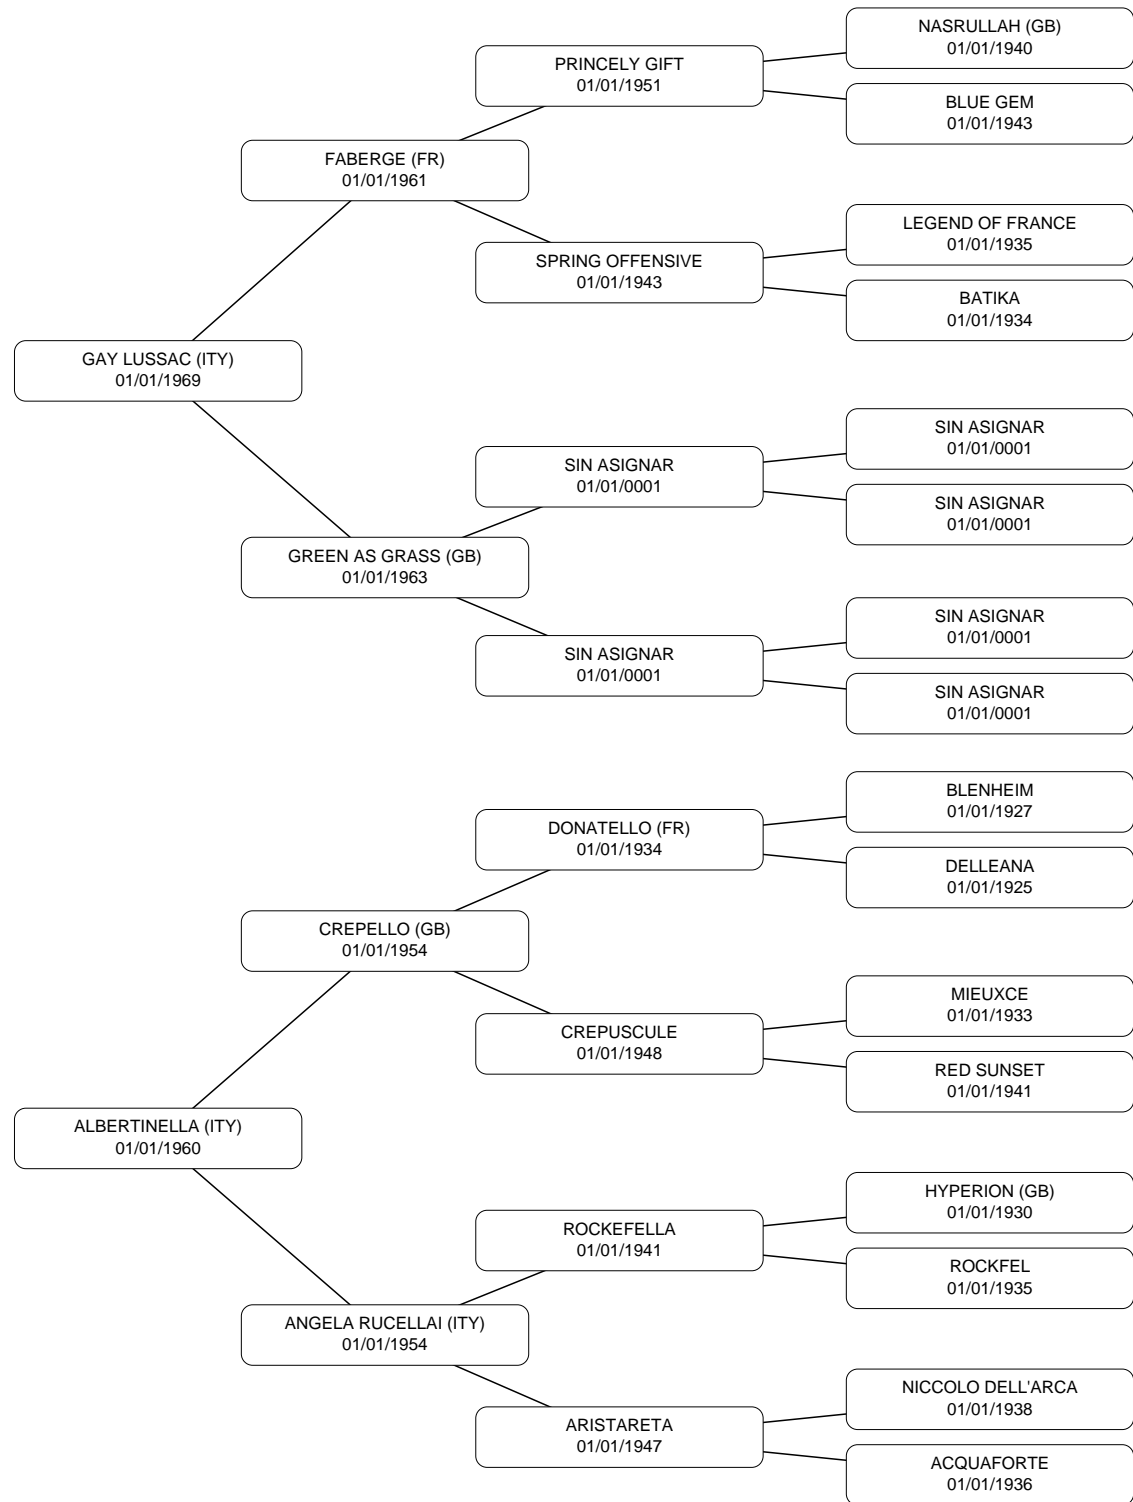 NASRULLAH (GB)
01/01/1940
PRINCELY GIFT
01/01/1951
BLUE GEM
01/01/1943
FABERGE (FR)
01/01/1961
LEGEND OF FRANCE
01/01/1935
SPRING OFFENSIVE
01/01/1943
BATIKA
01/01/1934
GAY LUSSAC (ITY)
01/01/1969
SIN ASIGNAR
01/01/0001
SIN ASIGNAR
01/01/0001
SIN ASIGNAR
01/01/0001
GREEN AS GRASS (GB)
01/01/1963
SIN ASIGNAR
01/01/0001
SIN ASIGNAR
01/01/0001
SIN ASIGNAR
01/01/0001
BLENHEIM
01/01/1927
DONATELLO (FR)
01/01/1934
DELLEANA
01/01/1925
CREPELLO (GB)
01/01/1954
MIEUXCE
01/01/1933
CREPUSCULE
01/01/1948
RED SUNSET
01/01/1941
ALBERTINELLA (ITY)
01/01/1960
HYPERION (GB)
01/01/1930
ROCKEFELLA
01/01/1941
ROCKFEL
01/01/1935
ANGELA RUCELLAI (ITY)
01/01/1954
NICCOLO DELL'ARCA
01/01/1938
ARISTARETA
01/01/1947
ACQUAFORTE
01/01/1936